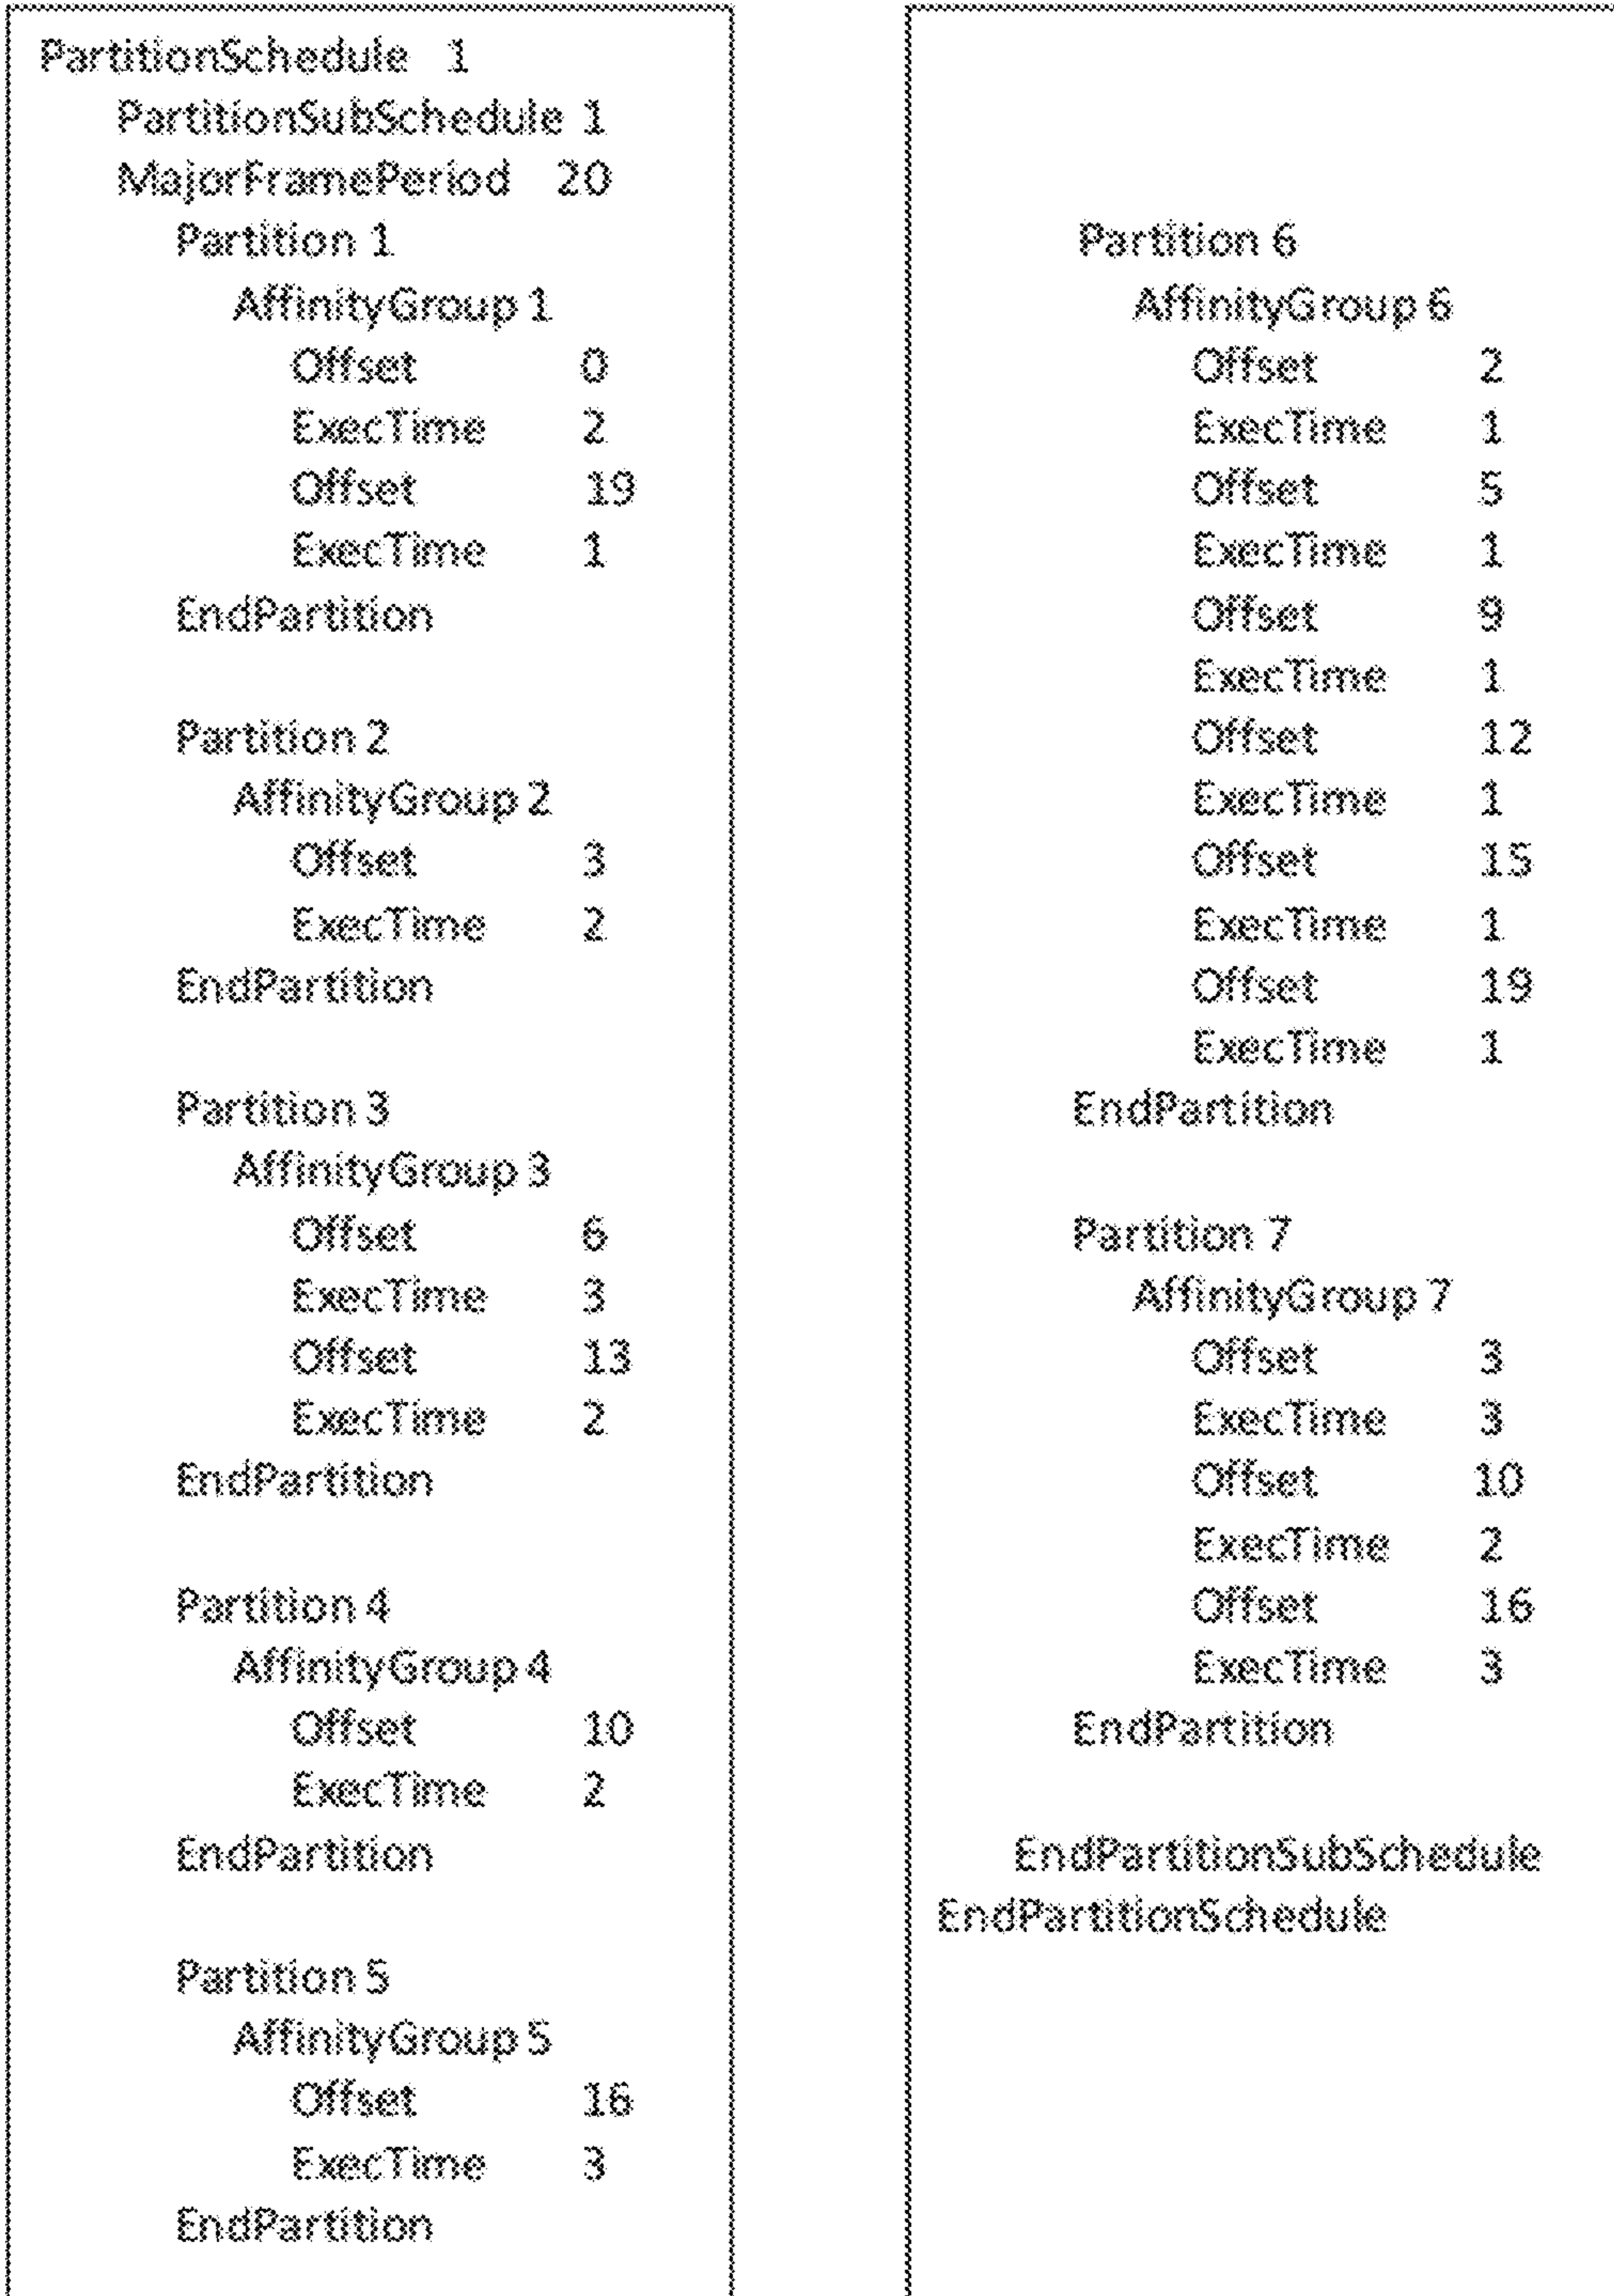 PartitionSchedule 1
PartitionSubSchedule 1
MajorFramePeriod 20
Partition 1
AffinityGroup 1
Offset 0
ExecTime 2
Offset 19
ExecTime 1
EndPartition
Partition 2
AffinityGroup 2
Offset 3
ExecTime 2
EndPartition
Partition 3
AffinityGroup 3
Offset 6
ExecTime 3
Offset 13
ExecTime 2
EndPartition
Partition 4
AffinityGroup 4
Offset 10
ExecTime 2
EndPartition
Partition 5
AffinityGroup 5
Offset 16
ExecTime 3
EndPartition
Partition 6
AffinityGroup 6
Offset 2
ExecTime 1
Offset 5
ExecTime 1
Offset 9
ExecTime 1
Offset 12
ExecTime 1
Offset 15
ExecTime 1
Offset 19
ExecTime 1
EndPartition
Partition 7
AffinityGroup 7
Offset 3
ExecTime 3
Offset 10
ExecTime 2
Offset 16
ExecTime 3
EndPartition
EndPartitionSubSchedule
EndPartitionSchedule